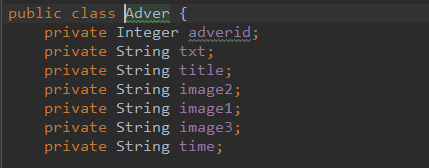 public class Adver {
    private Integer adverid;
    private String txt;
    private String title;
    private String image2;
    private String image1;
    private String image3;
    private String time;